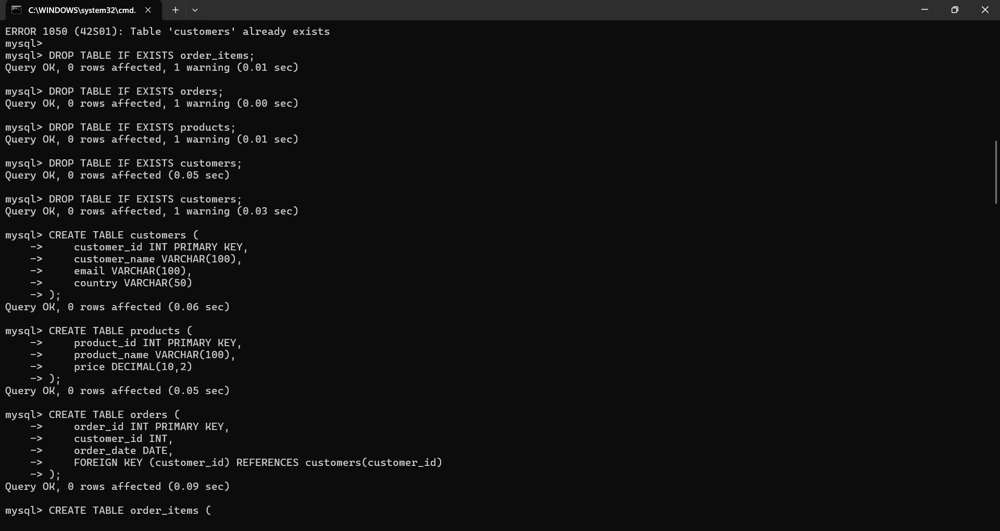 C:\WINDOWS\system32\cmd.
ERROR 1050 (42S01): Table 'customers' already exists
mysql>
mysql> DROP TABLE IF EXISTS order_items;
Query OK, 0 rows affected, 1 warning (0.01 sec)

mysql> DROP TABLE IF EXISTS orders;
Query OK, 0 rows affected, 1 warning (0.00 sec)

mysql> DROP TABLE IF EXISTS products;
Query OK, 0 rows affected, 1 warning (0.01 sec)

mysql> DROP TABLE IF EXISTS customers;
Query OK, 0 rows affected (0.05 sec)

mysql> DROP TABLE IF EXISTS customers;
Query OK, 0 rows affected, 1 warning (0.03 sec)

mysql> CREATE TABLE customers (
    ->     customer_id INT PRIMARY KEY,
    ->     customer_name VARCHAR(100),
    ->     email VARCHAR(100),
    ->     country VARCHAR(50)
    -> );
Query OK, 0 rows affected (0.06 sec)

mysql> CREATE TABLE products (
    ->     product_id INT PRIMARY KEY,
    ->     product_name VARCHAR(100),
    ->     price DECIMAL(10,2)
    -> );
Query OK, 0 rows affected (0.05 sec)

mysql> CREATE TABLE orders (
    ->     order_id INT PRIMARY KEY,
    ->     customer_id INT,
    ->     order_date DATE,
    ->     FOREIGN KEY (customer_id) REFERENCES customers(customer_id)
    -> );
Query OK, 0 rows affected (0.09 sec)

mysql> CREATE TABLE order_items (